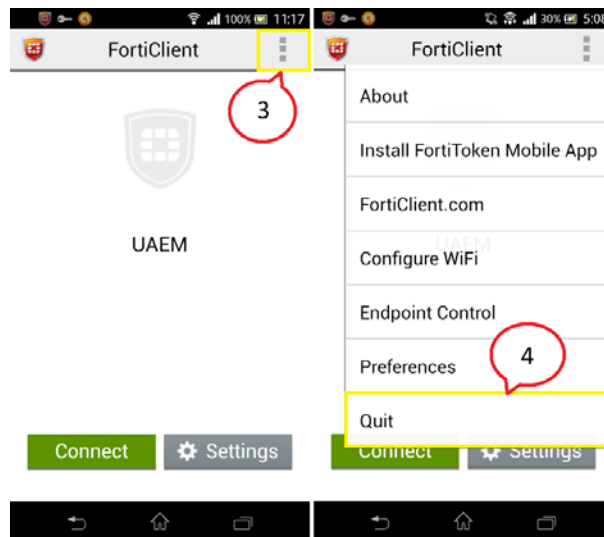 100% 11:17
FortiClient
3
UAEM
Connect
Settings
30% 5:08
FortiClient
About
Install FortiToken Mobile App
FortiClient.com
UAEM
Configure WiFi
Endpoint Control
Preferences
4
Quit
Connect
Settings